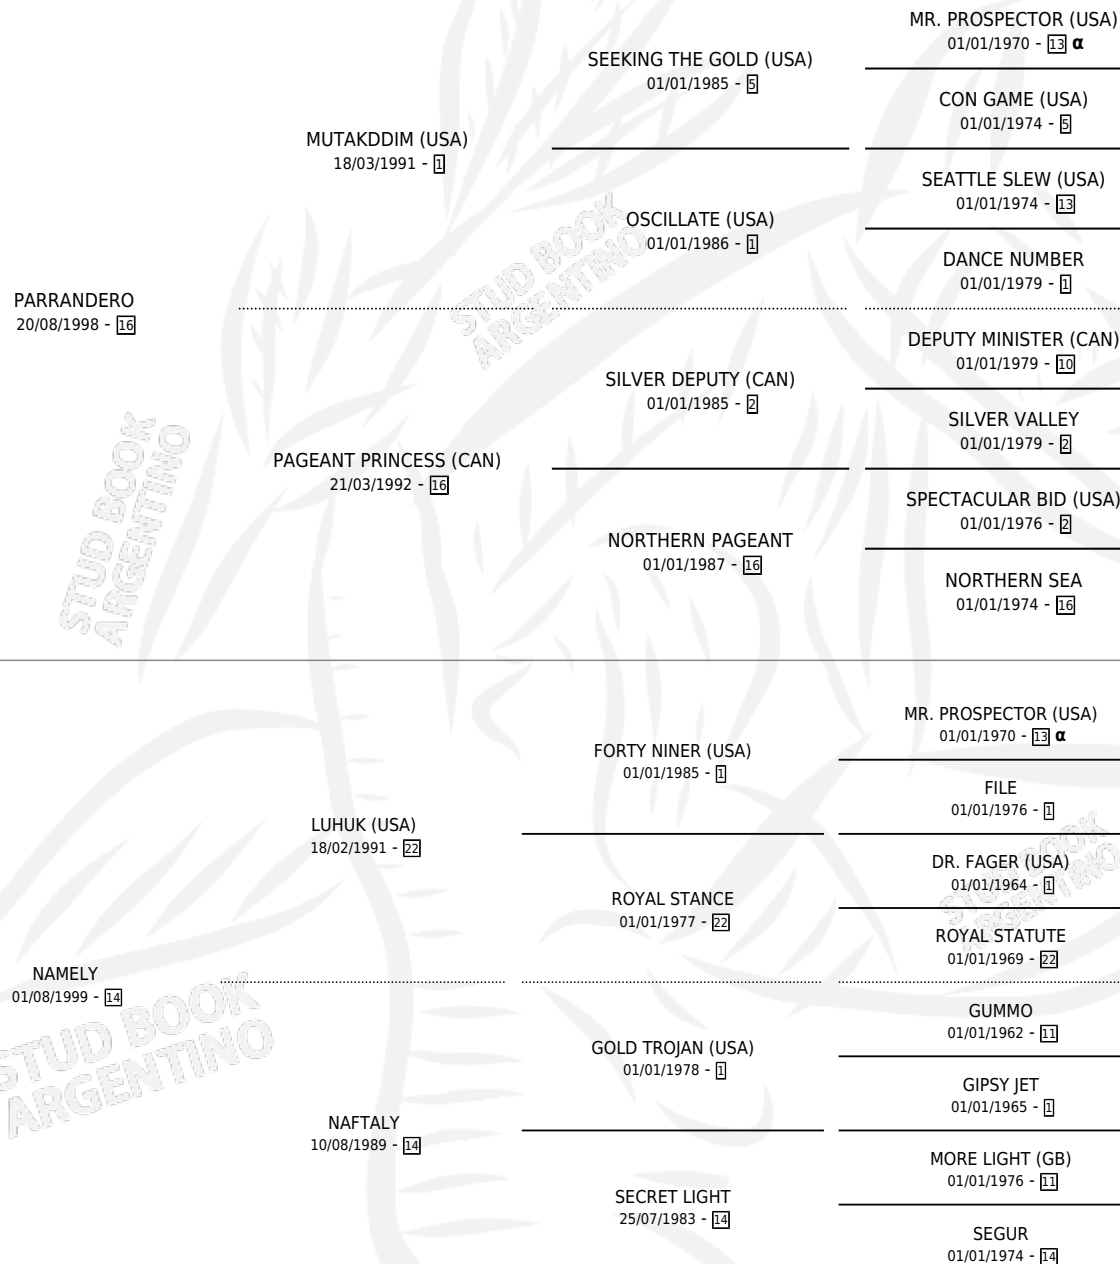 MR. PROSPECTOR (USA)
01/01/1970 - 13 α
SEEKING THE GOLD (USA)
01/01/1985 - 5
CON GAME (USA)
01/01/1974 - 5
MUTAKDDIM (USA)
18/03/1991 - 1
SEATTLE SLEW (USA)
01/01/1974 - 13
OSCILLATE (USA)
01/01/1986 - 1
DANCE NUMBER
01/01/1979 - 1
PARRANDERO
20/08/1998 - 16
DEPUTY MINISTER (CAN)
01/01/1979 - 10
SILVER DEPUTY (CAN)
01/01/1985 - 2
SILVER VALLEY
01/01/1979 - 2
PAGEANT PRINCESS (CAN)
21/03/1992 - 16
SPECTACULAR BID (USA)
01/01/1976 - 2
NORTHERN PAGEANT
01/01/1987 - 16
NORTHERN SEA
01/01/1974 - 16
MR. PROSPECTOR (USA)
01/01/1970 - 13 α
FORTY NINER (USA)
01/01/1985 - 1
FILE
01/01/1976 - 1
LUHUK (USA)
18/02/1991 - 22
DR. FAGER (USA)
01/01/1964 - 1
ROYAL STANCE
01/01/1977 - 22
ROYAL STATUTE
01/01/1969 - 22
NAMELY
01/08/1999 - 14
GUMMO
01/01/1962 - 11
GOLD TROJAN (USA)
01/01/1978 - 1
GIPSY JET
01/01/1965 - 1
NAFTALY
10/08/1989 - 14
MORE LIGHT (GB)
01/01/1976 - 11
SECRET LIGHT
25/07/1983 - 14
SEGUR
01/01/1974 - 14
STUD BOOK
ARGENTINO
STUD BOOK
ARGENTINO
STUD BOOK
ARGENTINO
STUD BOOK
ARGENTINO